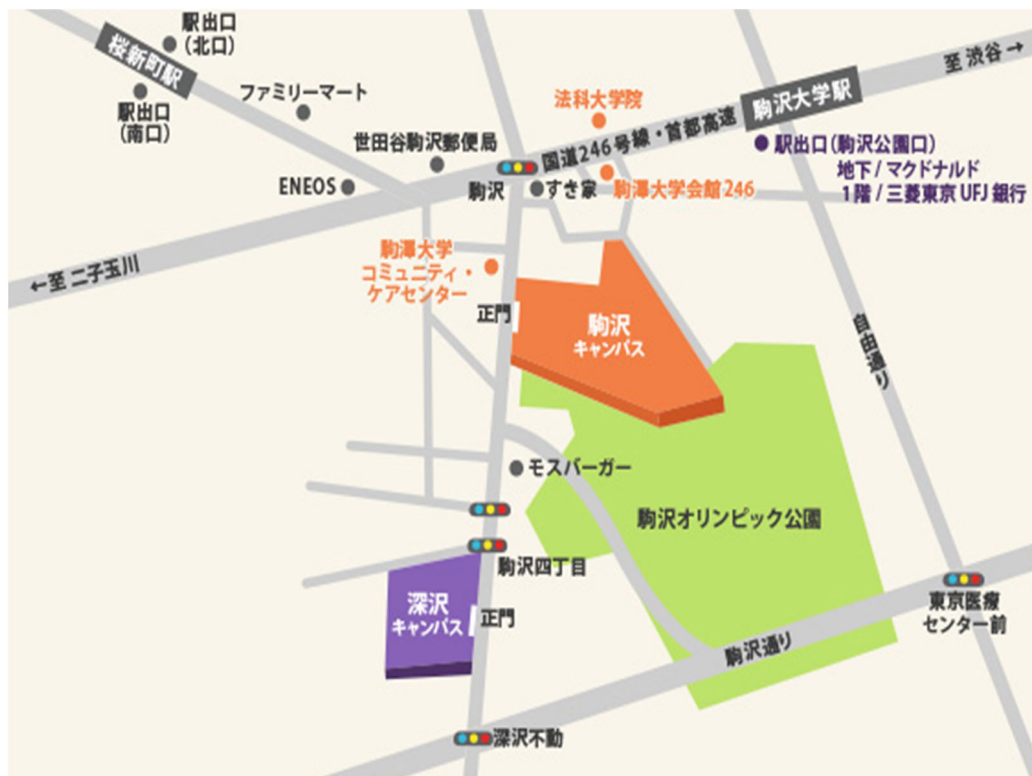 駅出口
（北口）
桜新町駅
駅出口
（南口）
ファミリーマート
世田谷駒沢郵便局
ENEOS
駒沢
すき家
法科大学院
国道246号線・首都高速
駒澤大学会館246
駒沢大学駅
至 渋谷→
駅出口（駒沢公園口）
地下 / マクドナルド
1階 / 三菱東京UFJ銀行
←至 二子玉川
駒澤大学
コミュニティ・
ケアセンター
正門
駒沢
キャンパス
自由通り
モスバーガー
駒沢オリンピック公園
駒沢四丁目
深沢
キャンパス
正門
東京医療
センター前
駒沢通り
深沢不動